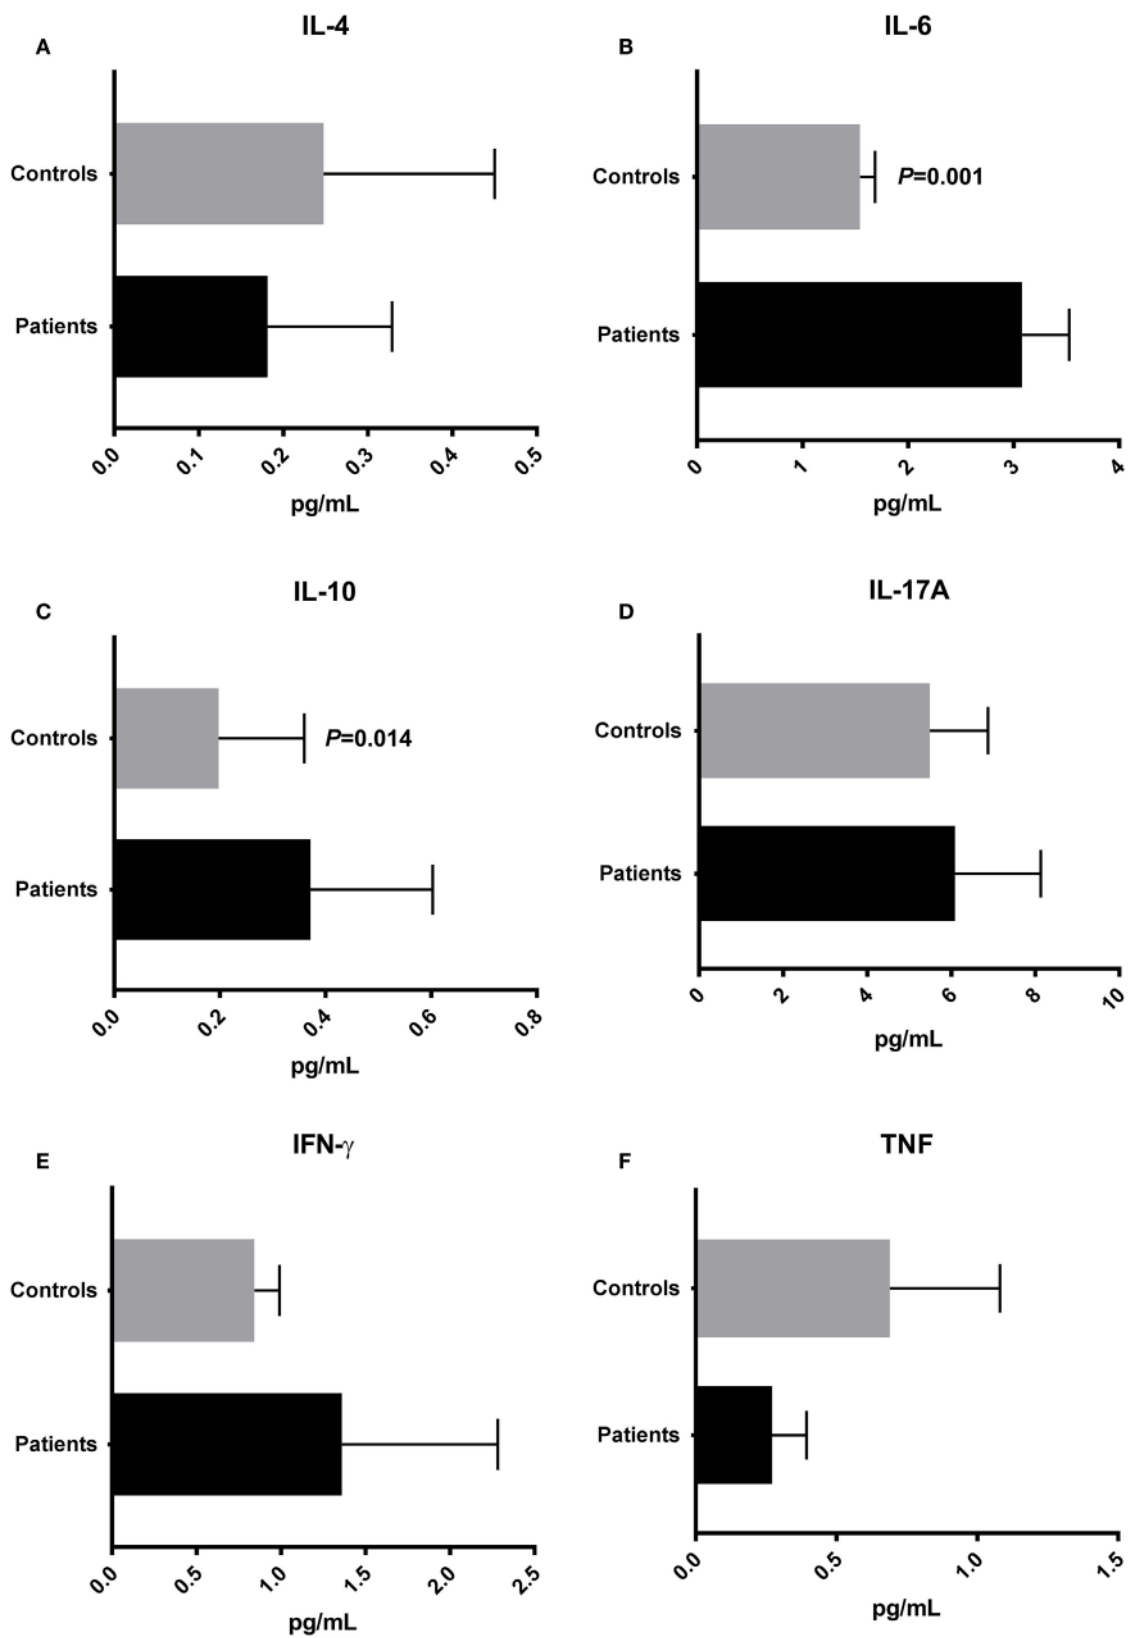 A
IL-4
Controls
Patients
0.0 0.1 0.2 0.3 0.4 0.5
pg/mL
B
IL-6
Controls
P=0.001
Patients
0 1 2 3 4
pg/mL
C
IL-10
Controls
P=0.014
Patients
0.0 0.2 0.4 0.6 0.8
pg/mL
D
IL-17A
Controls
Patients
0 2 4 6 8 10
pg/mL
E
IFN-γ
Controls
Patients
0.0 0.5 1.0 1.5 2.0 2.5
pg/mL
F
TNF
Controls
Patients
0.0 0.5 1.0 1.5
pg/mL